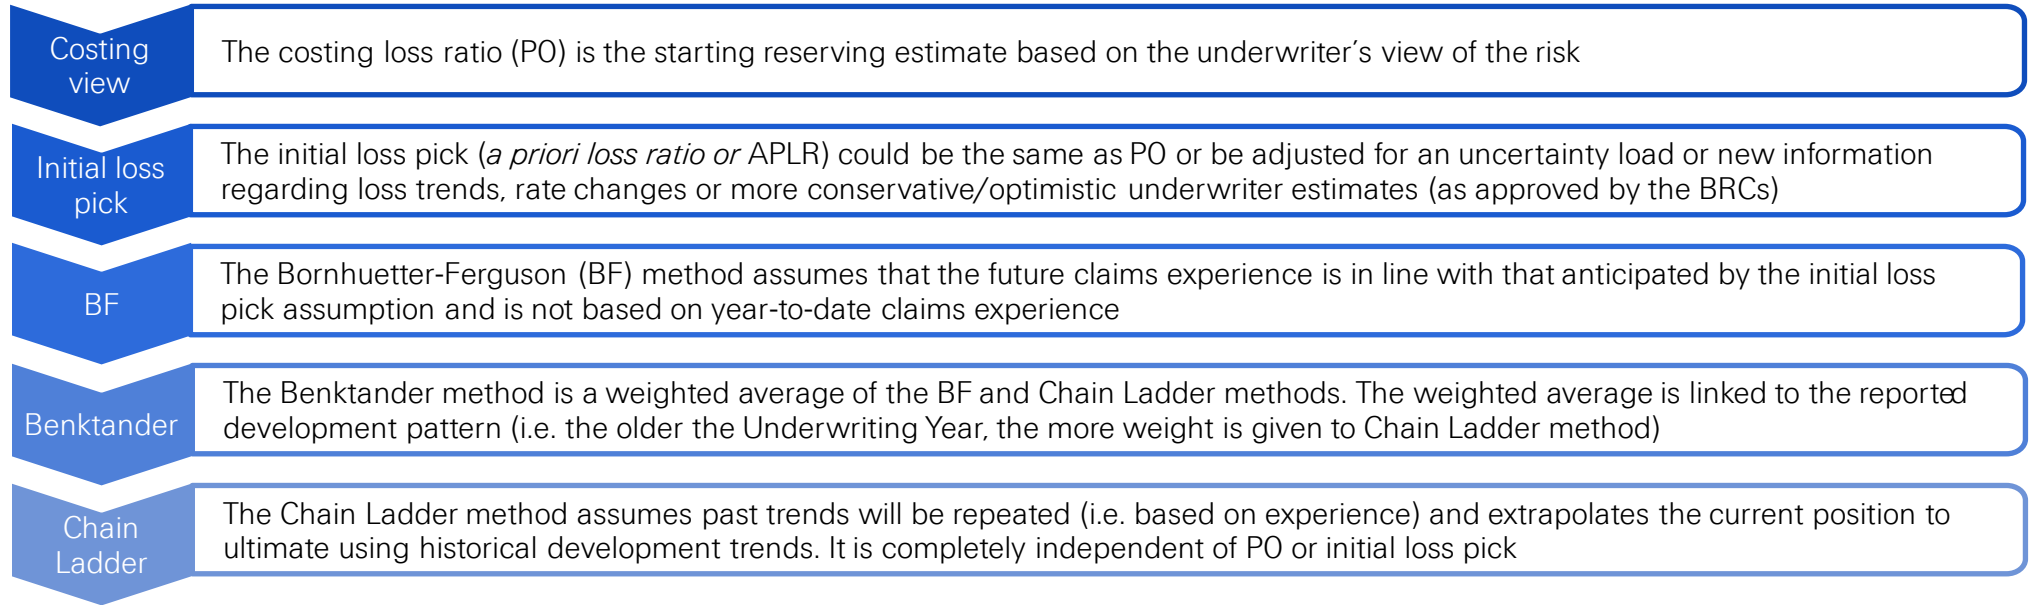 Costing
view
The costing loss ratio (P0) is the starting reserving estimate based on the underwriter’s view of the risk
Initial loss
pick
The initial loss pick (a priori loss ratio or APLR) could be the same as P0 or be adjusted for an uncertainty load or new information
regarding loss trends, rate changes or more conservative/optimistic underwriter estimates (as approved by the BRCs)
BF
The Bornhuetter-Ferguson (BF) method assumes that the future claims experience is in line with that anticipated by the initial loss
pick assumption and is not based on year-to-date claims experience
Benktander
The Benktander method is a weighted average of the BF and Chain Ladder methods. The weighted average is linked to the reported
development pattern (i.e. the older the Underwriting Year, the more weight is given to Chain Ladder method)
Chain
Ladder
The Chain Ladder method assumes past trends will be repeated (i.e. based on experience) and extrapolates the current position to
ultimate using historical development trends. It is completely independent of P0 or initial loss pick